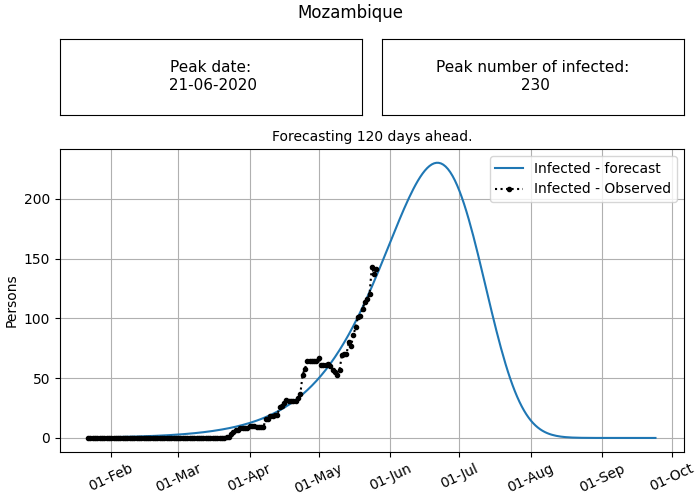 Mozambique
Peak date:
21-06-2020
Peak number of infected:
230
Forecasting 120 days ahead.
Infected - forecast
Infected - Observed
Persons
200
150
100
50
0
01-Feb
01-Mar
01-Apr
01-May
01-Jun
01-Jul
01-Aug
01-Sep
01-Oct